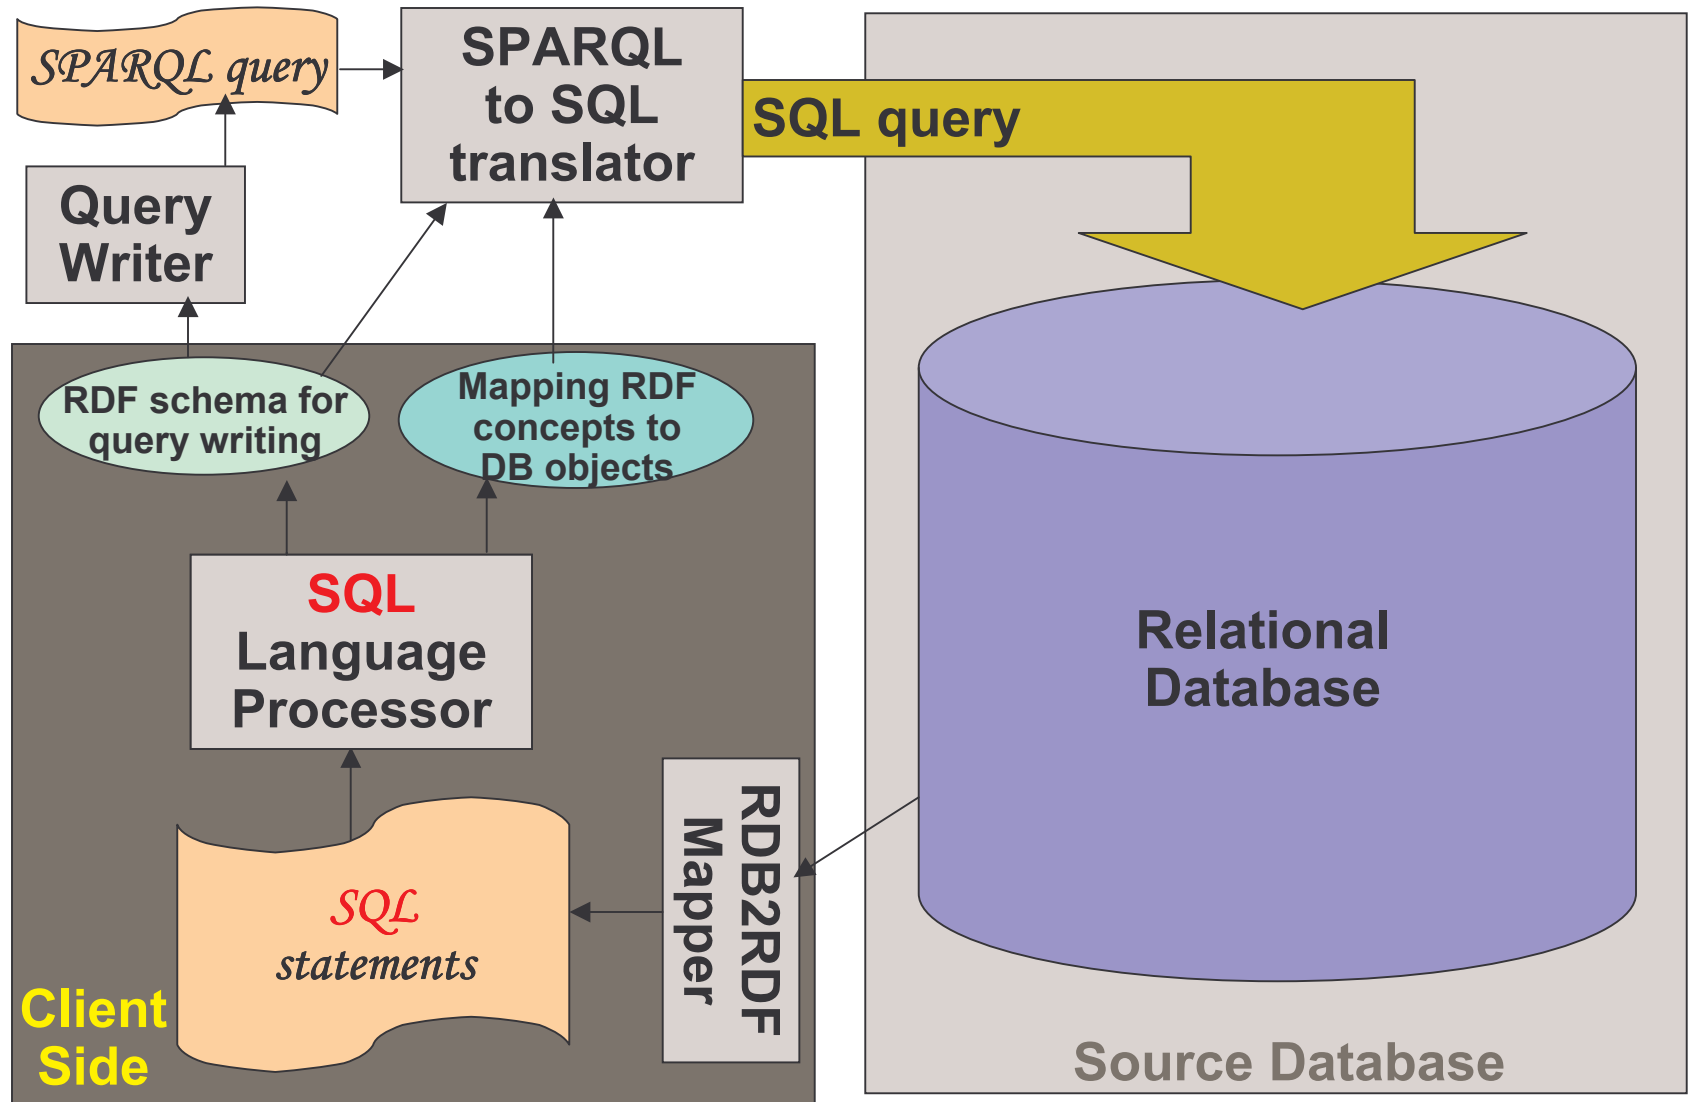 SPARQL query
SPARQL
to SQL
translator
SQL query
Query
Writer
RDF schema for
query writing
Mapping RDF
concepts to
DB objects
SQL
Language
Processor
Relational
Database
RDB2RDF
Mapper
SQL
statements
Client
Side
Source Database